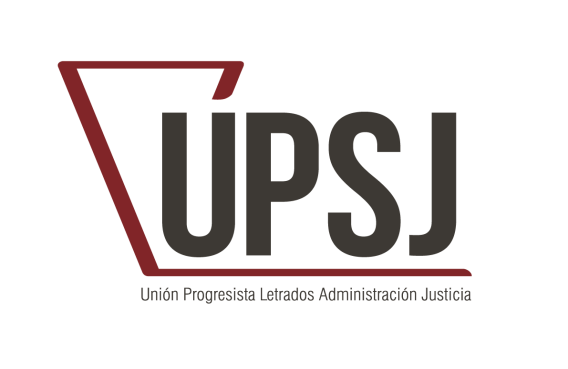 UPSJ
Unión Progresista Letrados Administración Justicia